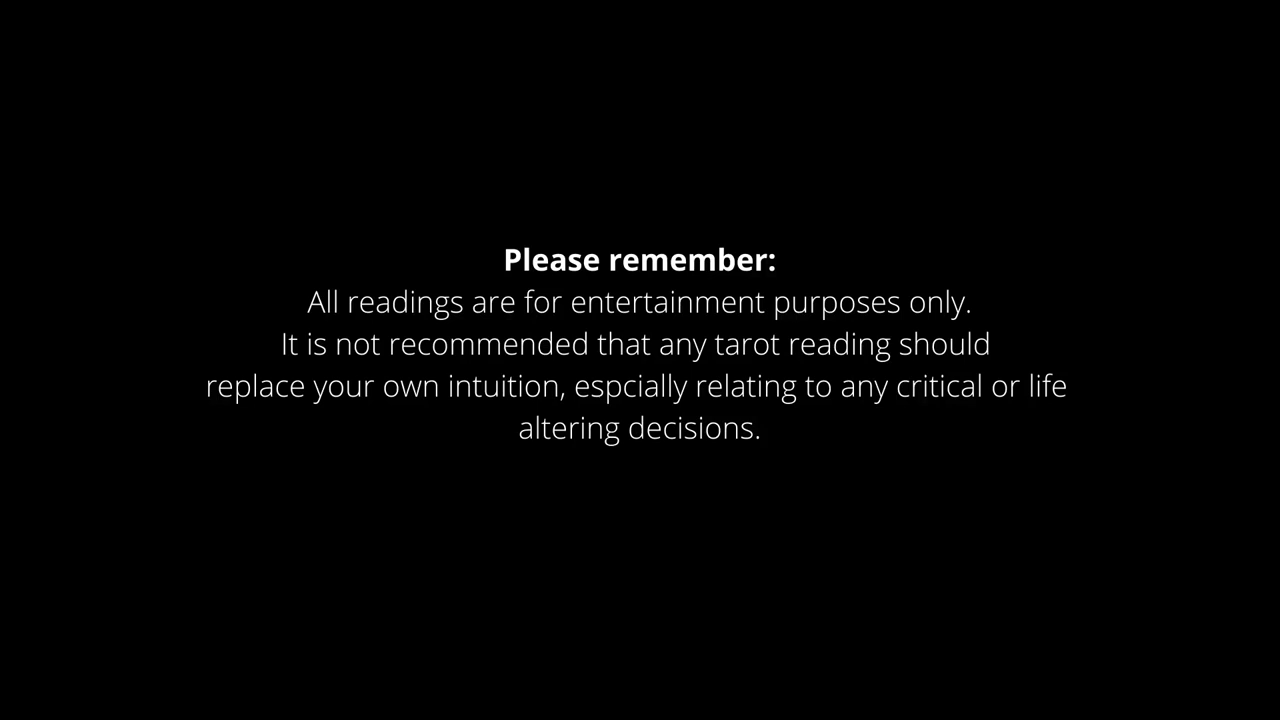 Please remember:
All readings are for entertainment purposes only.
It is not recommended that any tarot reading should
replace your own intuition, espcially relating to any critical or life
altering decisions.